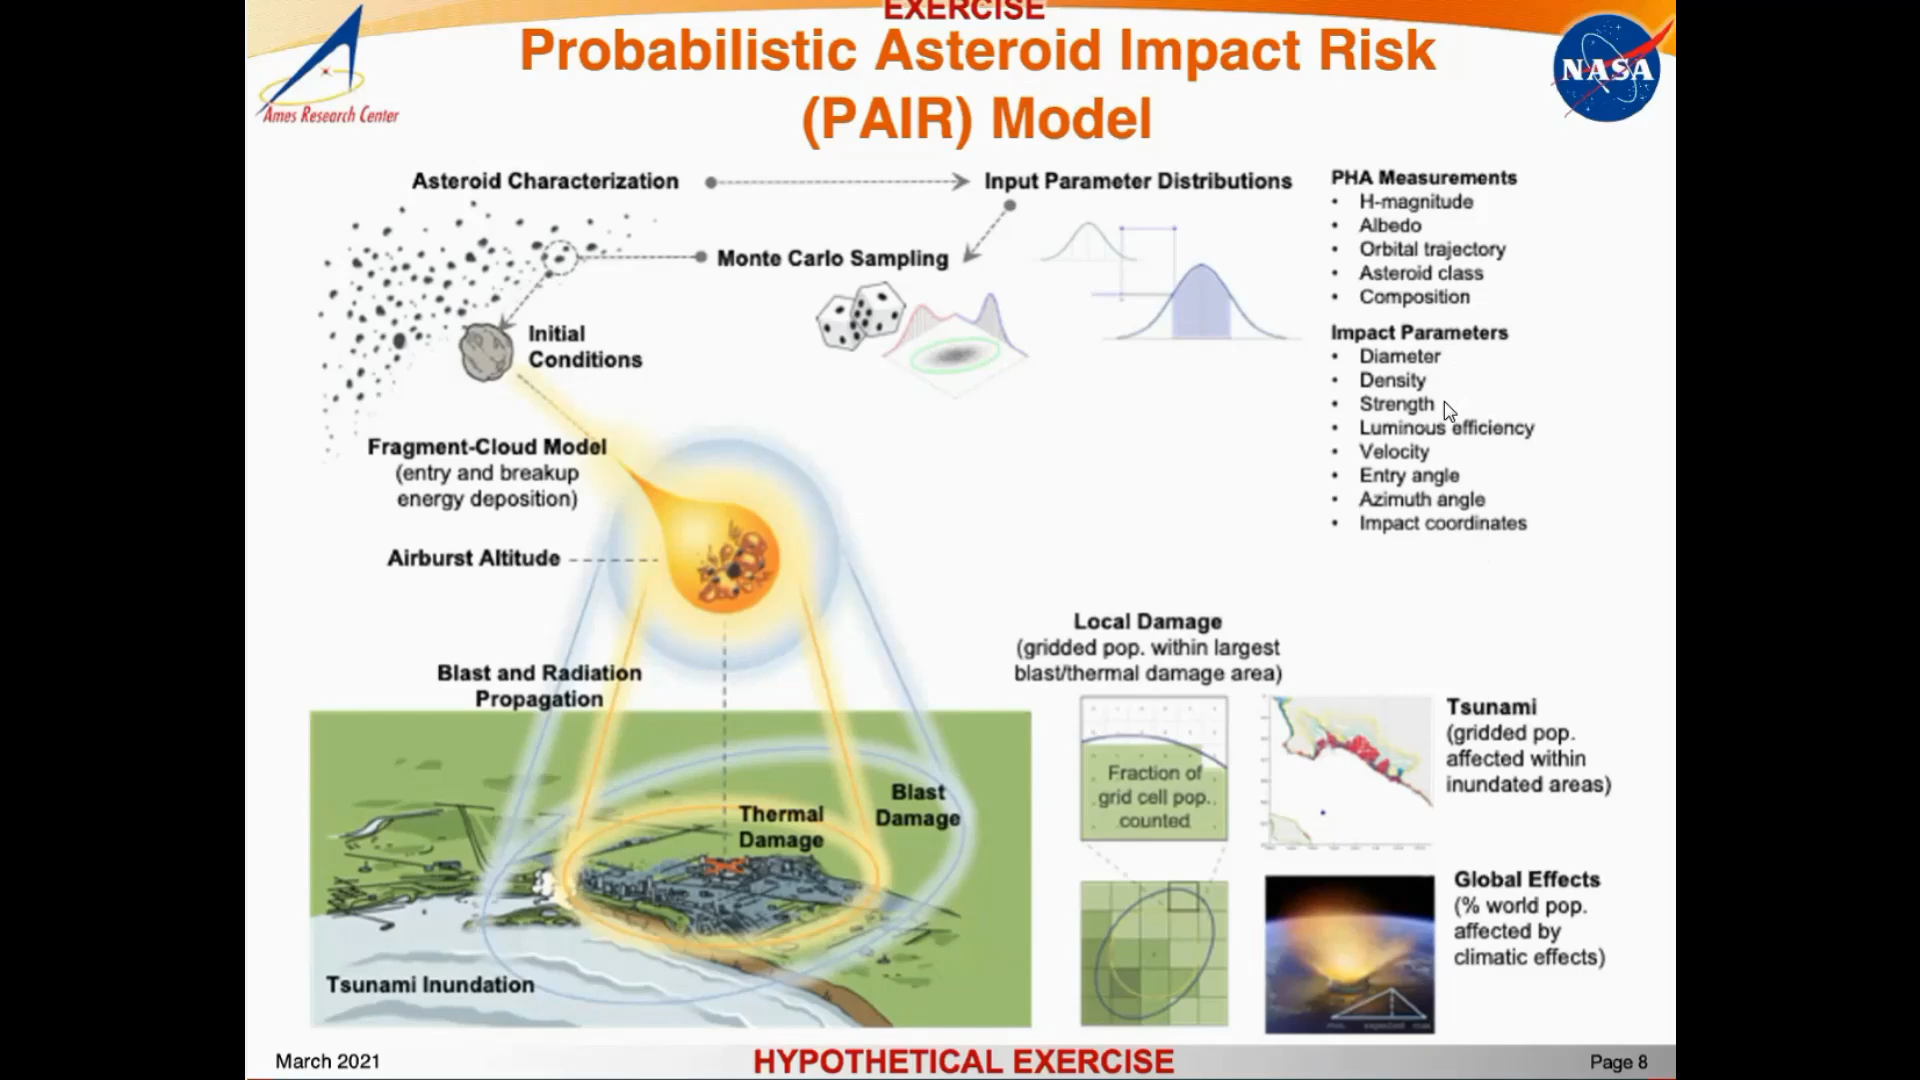 EXERCISE
Probabilistic Asteroid Impact Risk
(PAIR) Model
Ames Research Center
NASA
Asteroid Characterization
Input Parameter Distributions
Monte Carlo Sampling
Initial
Conditions
Fragment-Cloud Model
(entry and breakup
energy deposition)
Airburst Altitude
Blast and Radiation
Propagation
Thermal
Damage
Blast
Damage
Tsunami Inundation
PHA Measurements
• H-magnitude
• Albedo
• Orbital trajectory
• Asteroid class
• Composition
Impact Parameters
• Diameter
• Density
• Strength
• Luminous efficiency
• Velocity
• Entry angle
• Azimuth angle
• Impact coordinates
Local Damage
(gridded pop. within largest
blast/thermal damage area)
Fraction of
grid cell pop.
counted
Tsunami
(gridded pop.
affected within
inundated areas)
Global Effects
(% world pop.
affected by
climatic effects)
min. expected max
March 2021
HYPOTHETICAL EXERCISE
Page 8